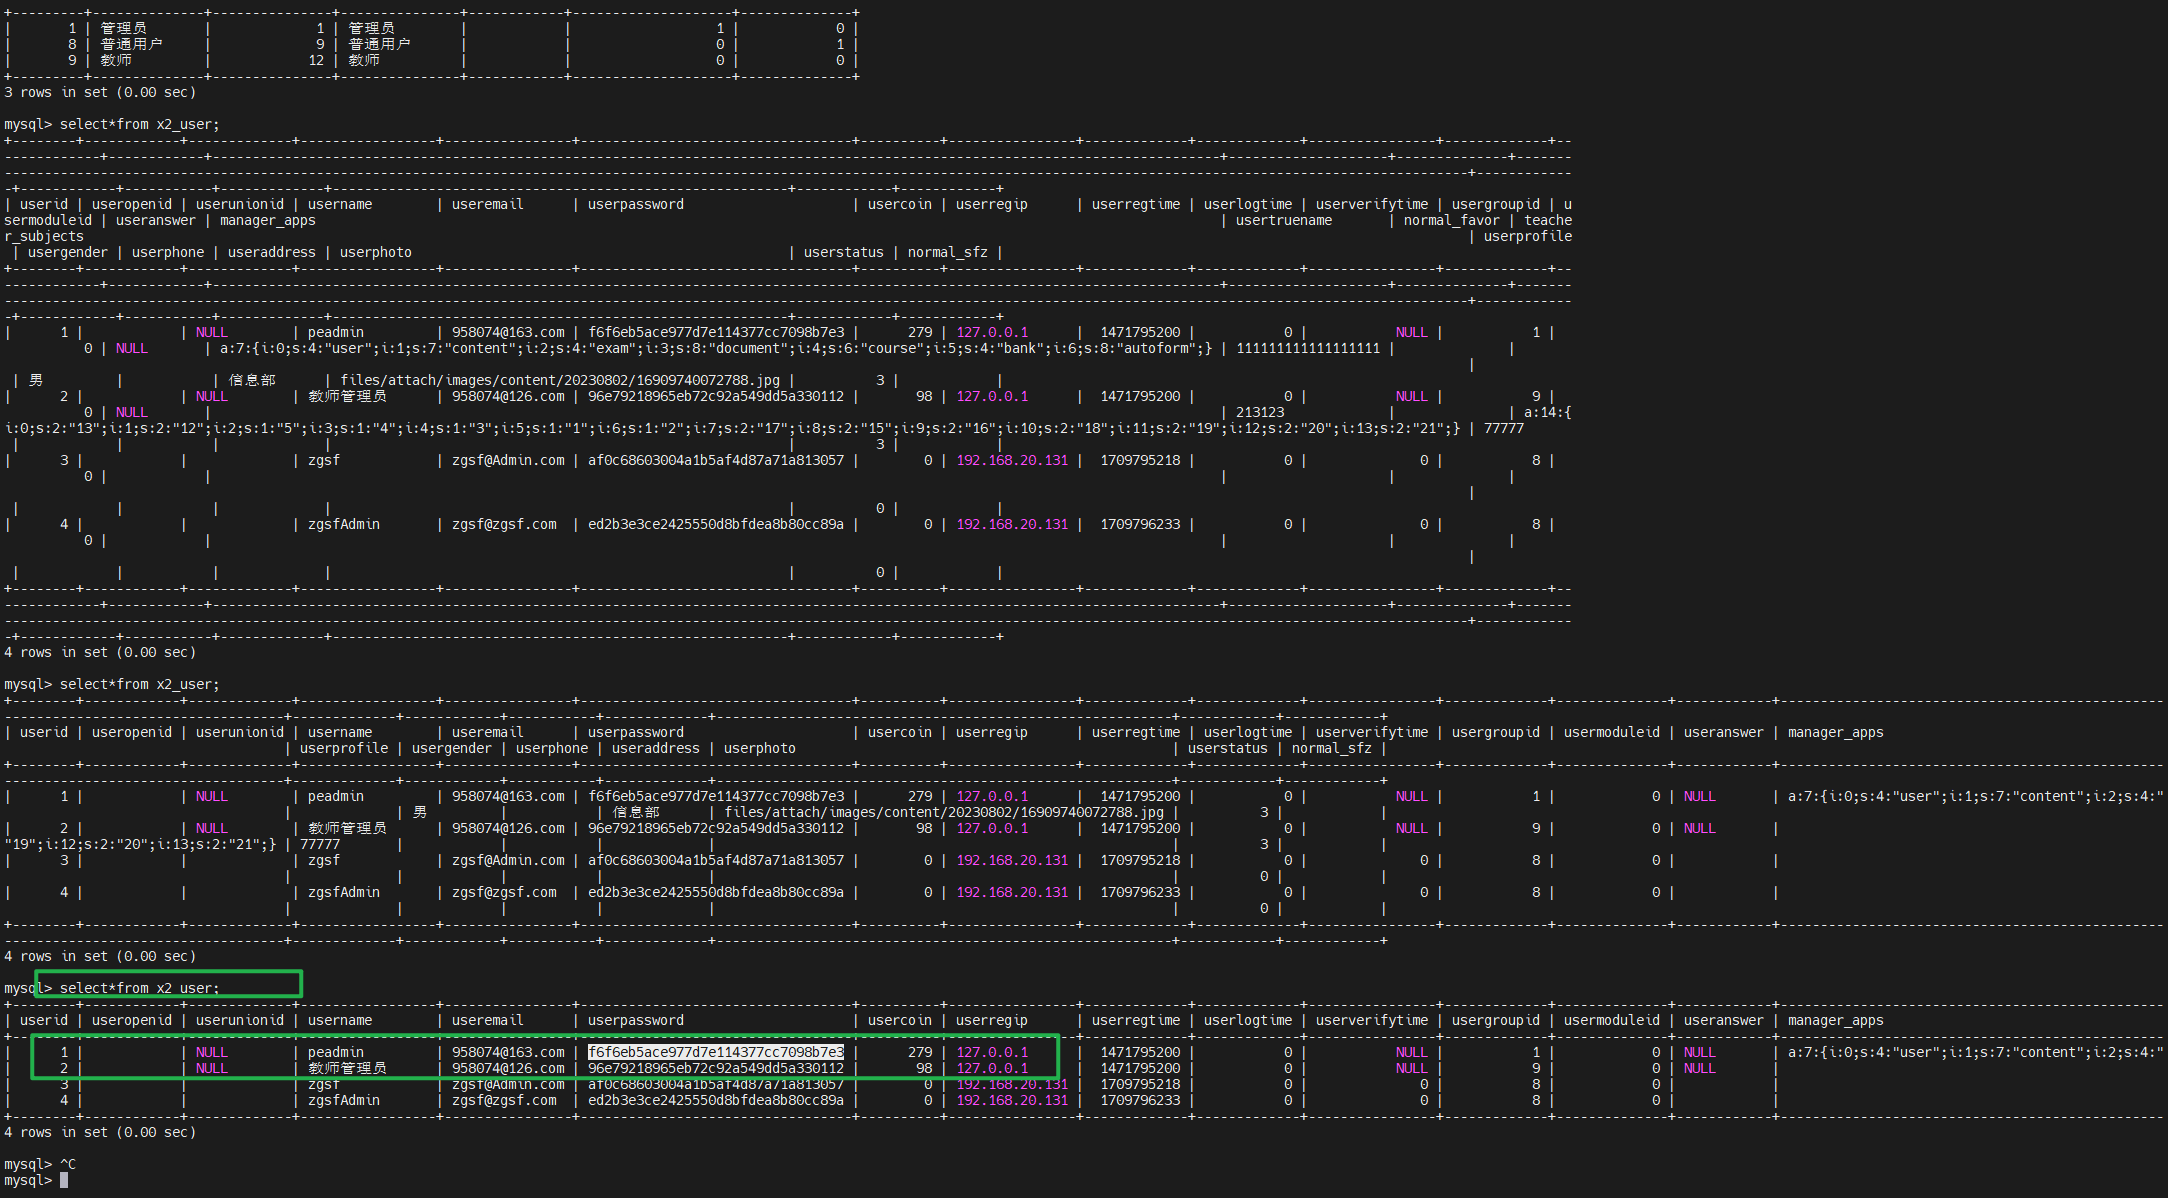 +--------+--------------+--------------+---------------+------------+--------------------+--------------+
| 1 | 管理员 | 1 | 管理员 | | 1 | 0 |
| 8 | 普通用户 | 9 | 普通用户 | | 0 | 1 |
| 9 | 教师 | 12 | 教师 | | 0 | 0 |
3 rows in set (0.00 sec)
mysql> select*from x2_user;
| userid | useropenid | userunionid | username | useremail | userpassword | usercoin | userregip | userregtime | userlogtime | userverifytime | usergroupid | u
sermoduleid | useranswer | manager_apps | usertruename | normal_favor | teache
r_subjects | userprofile
| usergender | userphone | useraddress | userphoto | userstatus | normal_sfz |
| 1 | | NULL | peadmin | 958074@163.com | f6f6eb5ace977d7e114377cc7098b7e3 | 279 | 127.0.0.1 | 1471795200 | 0 | NULL | 1 |
0 | NULL | a:7:{i:0;s:4:"user";i:1;s:7:"content";i:2;s:4:"exam";i:3;s:8:"document";i:4;s:6:"course";i:5;s:4:"bank";i:6;s:8:"autoform";} | 111111111111111111 | |
|
| 男 | | 信息部 | files/attach/images/content/20230802/16909740072788.jpg | 3 | |
| 2 | | NULL | 教师管理员 | 958074@126.com | 96e79218965eb72c92a549dd5a330112 | 98 | 127.0.0.1 | 1471795200 | 0 | NULL | 9 |
0 | NULL | | 213123 | | a:14:{
i:0;s:2:"13";i:1;s:2:"12";i:2;s:1:"5";i:3;s:1:"4";i:4;s:1:"3";i:5;s:1:"1";i:6;s:1:"2";i:7;s:2:"17";i:8;s:2:"15";i:9;s:2:"16";i:10;s:2:"18";i:11;s:2:"19";i:12;s:2:"20";i:13;s:2:"21";} | 77777
| | | | | 3 | |
| 3 | | | zgsf | zgsf@Admin.com | af0c68603004a1b5af4d87a71a813057 | 0 | 192.168.20.131 | 1709795218 | 0 | 0 | 8 |
0 | | | | |
|
| | | | | 0 | |
| 4 | | | zgsfAdmin | zgsf@zgsf.com | ed2b3e3ce2425550d8bfdea8b80cc89a | 0 | 192.168.20.131 | 1709796233 | 0 | 0 | 8 |
0 | | | | |
|
| | | | | 0 | |
4 rows in set (0.00 sec)
mysql> select*from x2_user;
| userid | useropenid | userunionid | username | useremail | userpassword | usercoin | userregip | userregtime | userlogtime | userverifytime | usergroupid | usermoduleid | useranswer | manager_apps
| userprofile | usergender | userphone | useraddress | userphoto | userstatus | normal_sfz |
| 1 | | NULL | peadmin | 958074@163.com | f6f6eb5ace977d7e114377cc7098b7e3 | 279 | 127.0.0.1 | 1471795200 | 0 | NULL | 1 | 0 | NULL | a:7:{i:0;s:4:"user";i:1;s:7:"content";i:2;s:4:"
| | 男 | | 信息部 | files/attach/images/content/20230802/16909740072788.jpg | 3 | |
| 2 | | NULL | 教师管理员 | 958074@126.com | 96e79218965eb72c92a549dd5a330112 | 98 | 127.0.0.1 | 1471795200 | 0 | NULL | 9 | 0 | NULL |
"19";i:12;s:2:"20";i:13;s:2:"21";} | 77777 | | | | | 3 | |
| 3 | | | zgsf | zgsf@Admin.com | af0c68603004a1b5af4d87a71a813057 | 0 | 192.168.20.131 | 1709795218 | 0 | 0 | 8 | 0 | |
| | | | | | 0 | |
| 4 | | | zgsfAdmin | zgsf@zgsf.com | ed2b3e3ce2425550d8bfdea8b80cc89a | 0 | 192.168.20.131 | 1709796233 | 0 | 0 | 8 | 0 | |
| | | | | | 0 | |
4 rows in set (0.00 sec)
mysql> select*from x2_user;
| userid | useropenid | userunionid | username | useremail | userpassword | usercoin | userregip | userregtime | userlogtime | userverifytime | usergroupid | usermoduleid | useranswer | manager_apps
| 1 | | NULL | peadmin | 958074@163.com | f6f6eb5ace977d7e114377cc7098b7e3 | 279 | 127.0.0.1 | 1471795200 | 0 | NULL | 1 | 0 | NULL | a:7:{i:0;s:4:"user";i:1;s:7:"content";i:2;s:4:"
| 2 | | NULL | 教师管理员 | 958074@126.com | 96e79218965eb72c92a549dd5a330112 | 98 | 127.0.0.1 | 1471795200 | 0 | NULL | 9 | 0 | NULL |
| 3 | | | zgsf | zgsf@Admin.com | af0c68603004a1b5af4d87a71a813057 | 0 | 192.168.20.131 | 1709795218 | 0 | 0 | 8 | 0 | |
| 4 | | | zgsfAdmin | zgsf@zgsf.com | ed2b3e3ce2425550d8bfdea8b80cc89a | 0 | 192.168.20.131 | 1709796233 | 0 | 0 | 8 | 0 | |
4 rows in set (0.00 sec)
mysql> ^C
mysql>